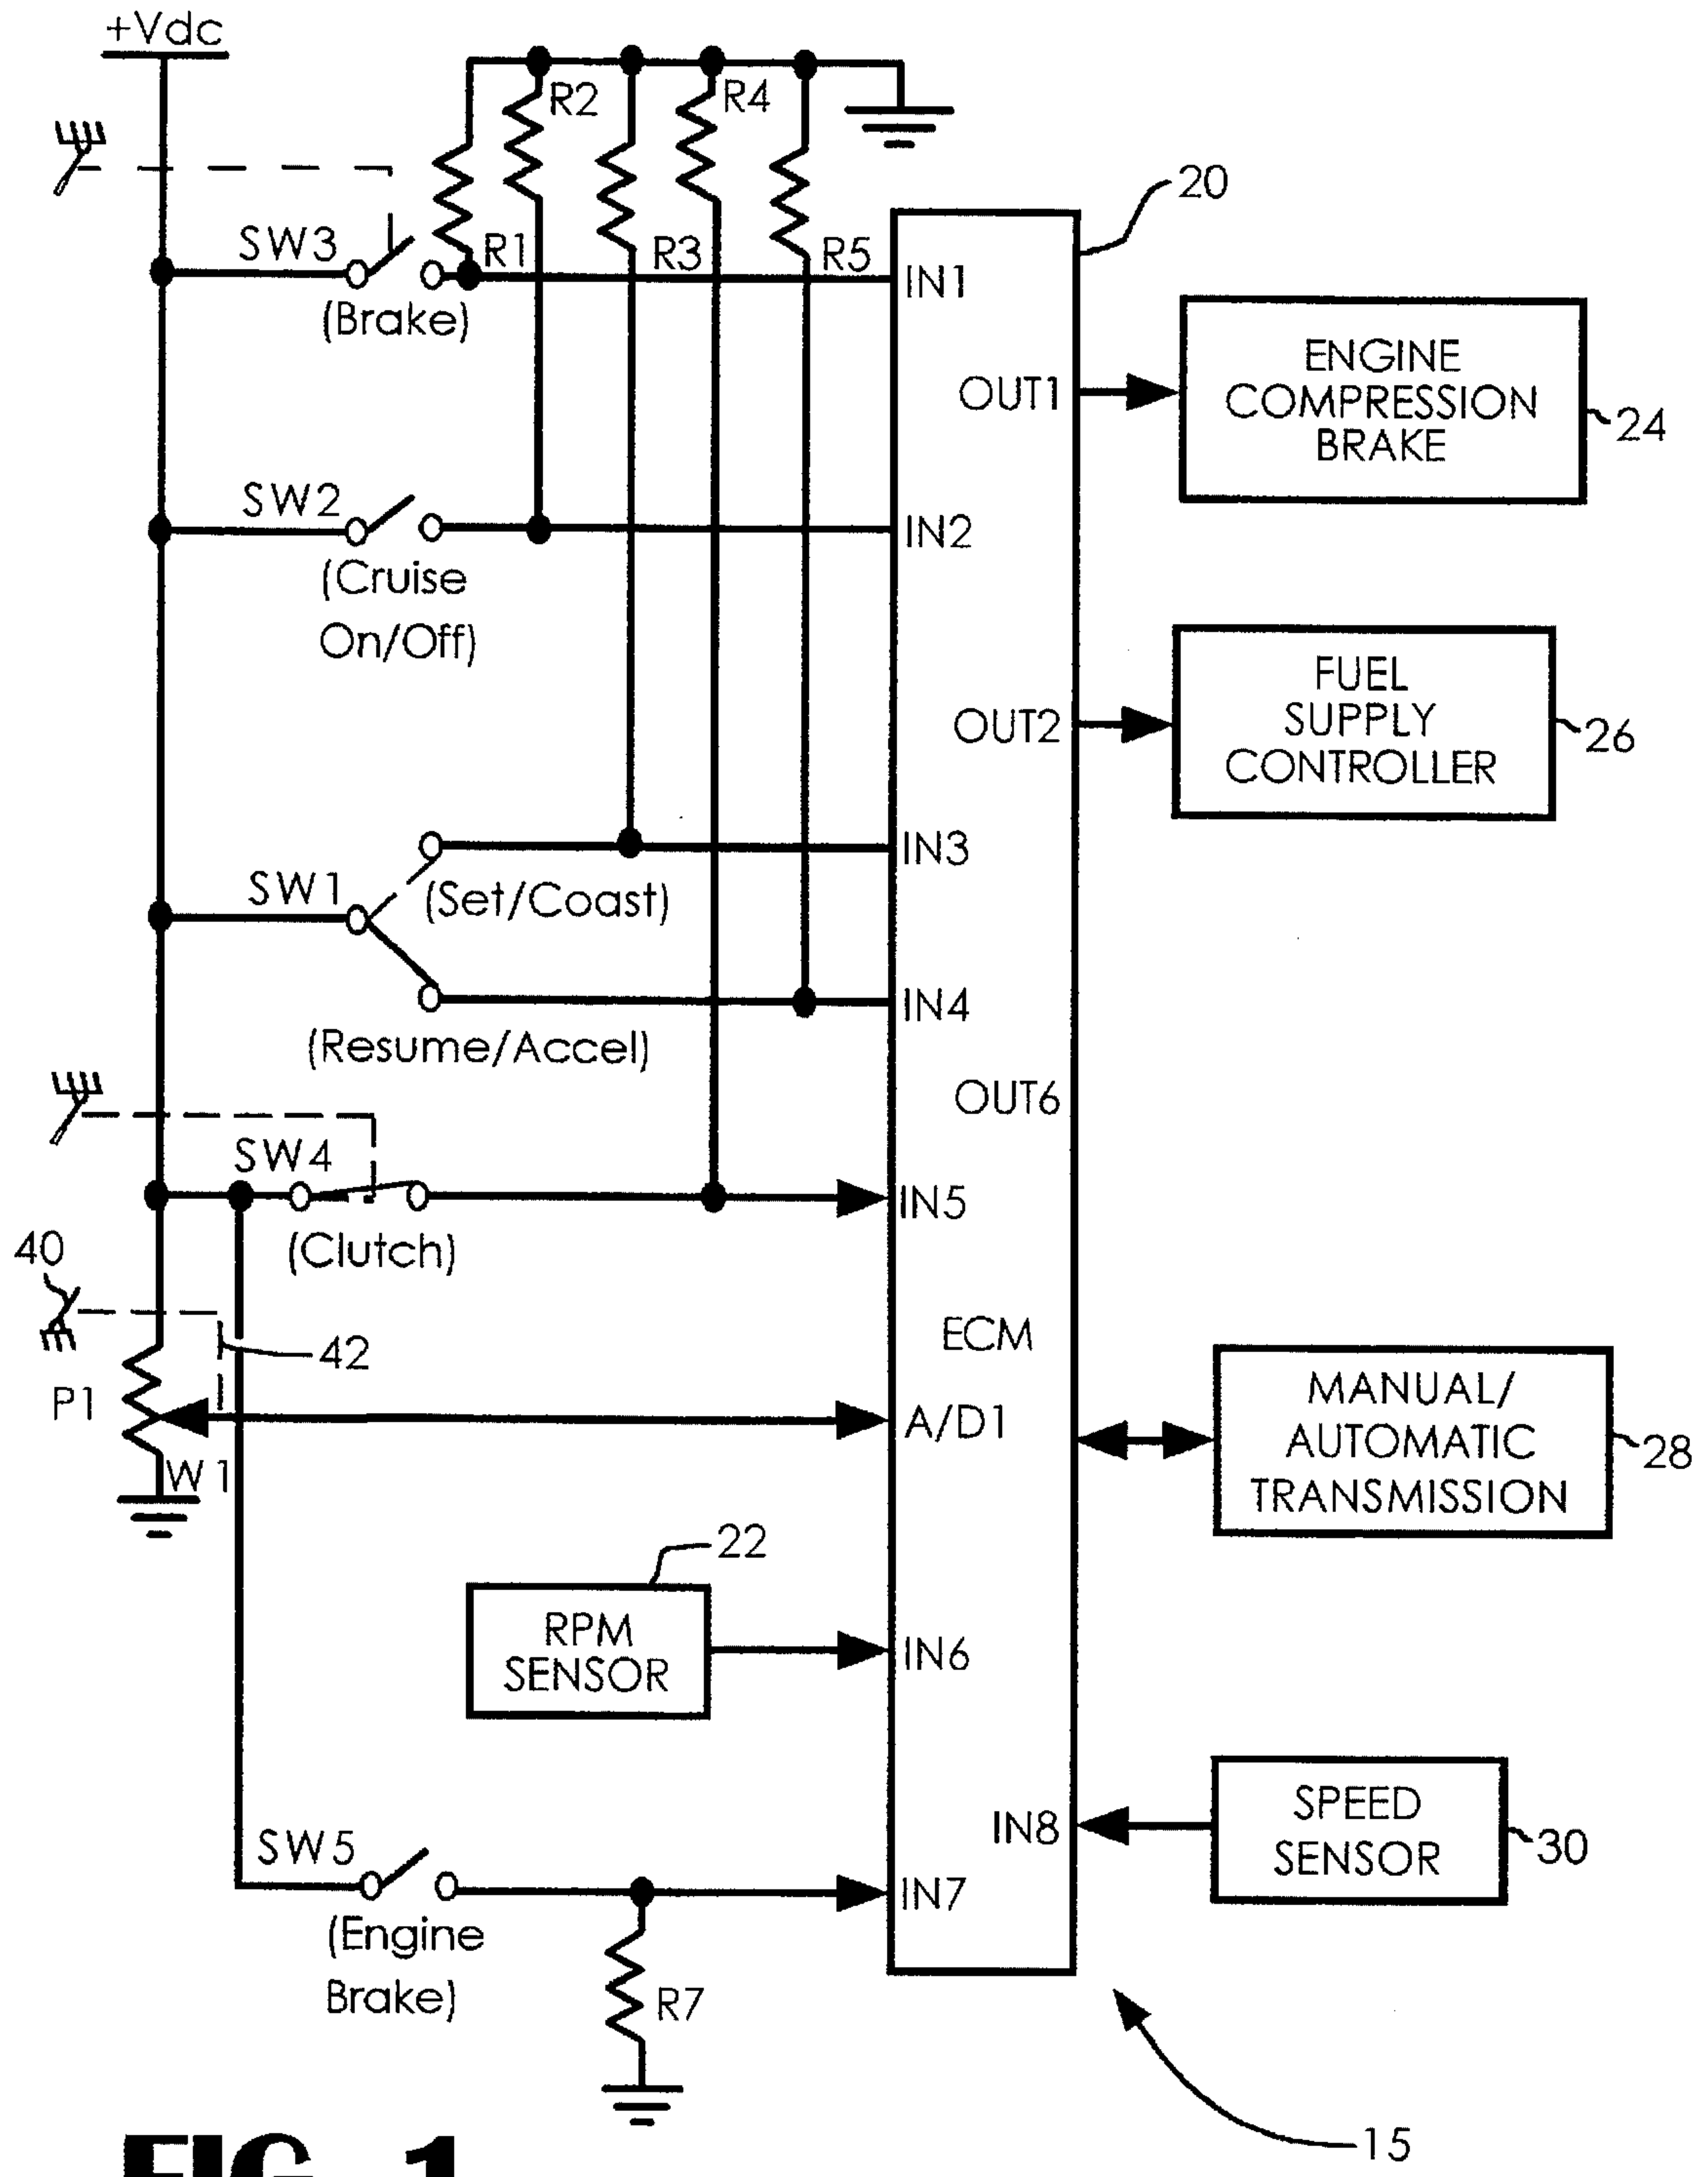 +Vdc
R2
R4
20
SW3
R1
R3
R5
IN1
(Brake)
ENGINE
COMPRESSION
BRAKE
OUT1
24
SW2
IN2
(Cruise
On/Off)
FUEL
SUPPLY
CONTROLLER
OUT2
26
IN3
SW1
(Set/Coast)
IN4
(Resume/Accel)
OUT6
SW4
IN5
(Clutch)
40
ECM
42
P1
A/D1
MANUAL/
AUTOMATIC
TRANSMISSION
28
W1
22
RPM
SENSOR
IN6
SPEED
SENSOR
IN8
30
SW5
IN7
(Engine
Brake)
R7
15
FIG. 1